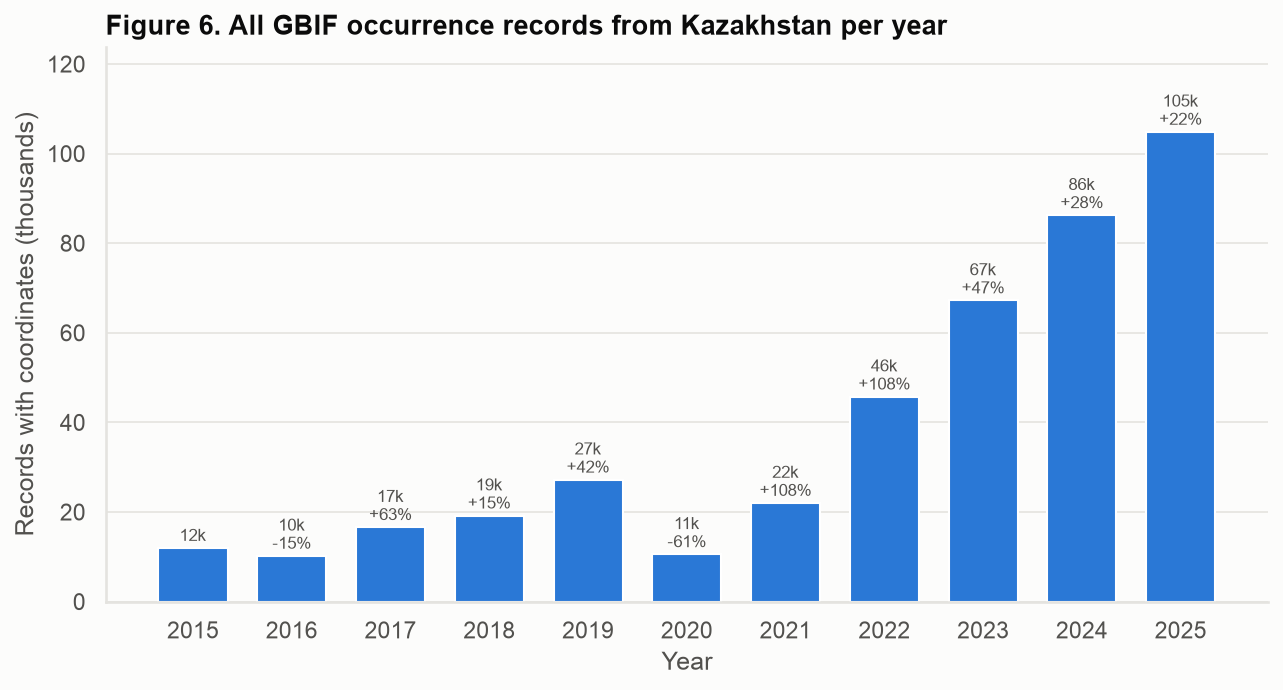 Figure 6. All GBIF occurrence records from Kazakhstan per year
Records with coordinates (thousands)
120
100
80
60
40
20
0
12k
10k
-15%
17k
+63%
19k
+15%
27k
+42%
11k
-61%
22k
+108%
46k
+108%
67k
+47%
86k
+28%
105k
+22%
2015 2016 2017 2018 2019 2020 2021 2022 2023 2024 2025
Year